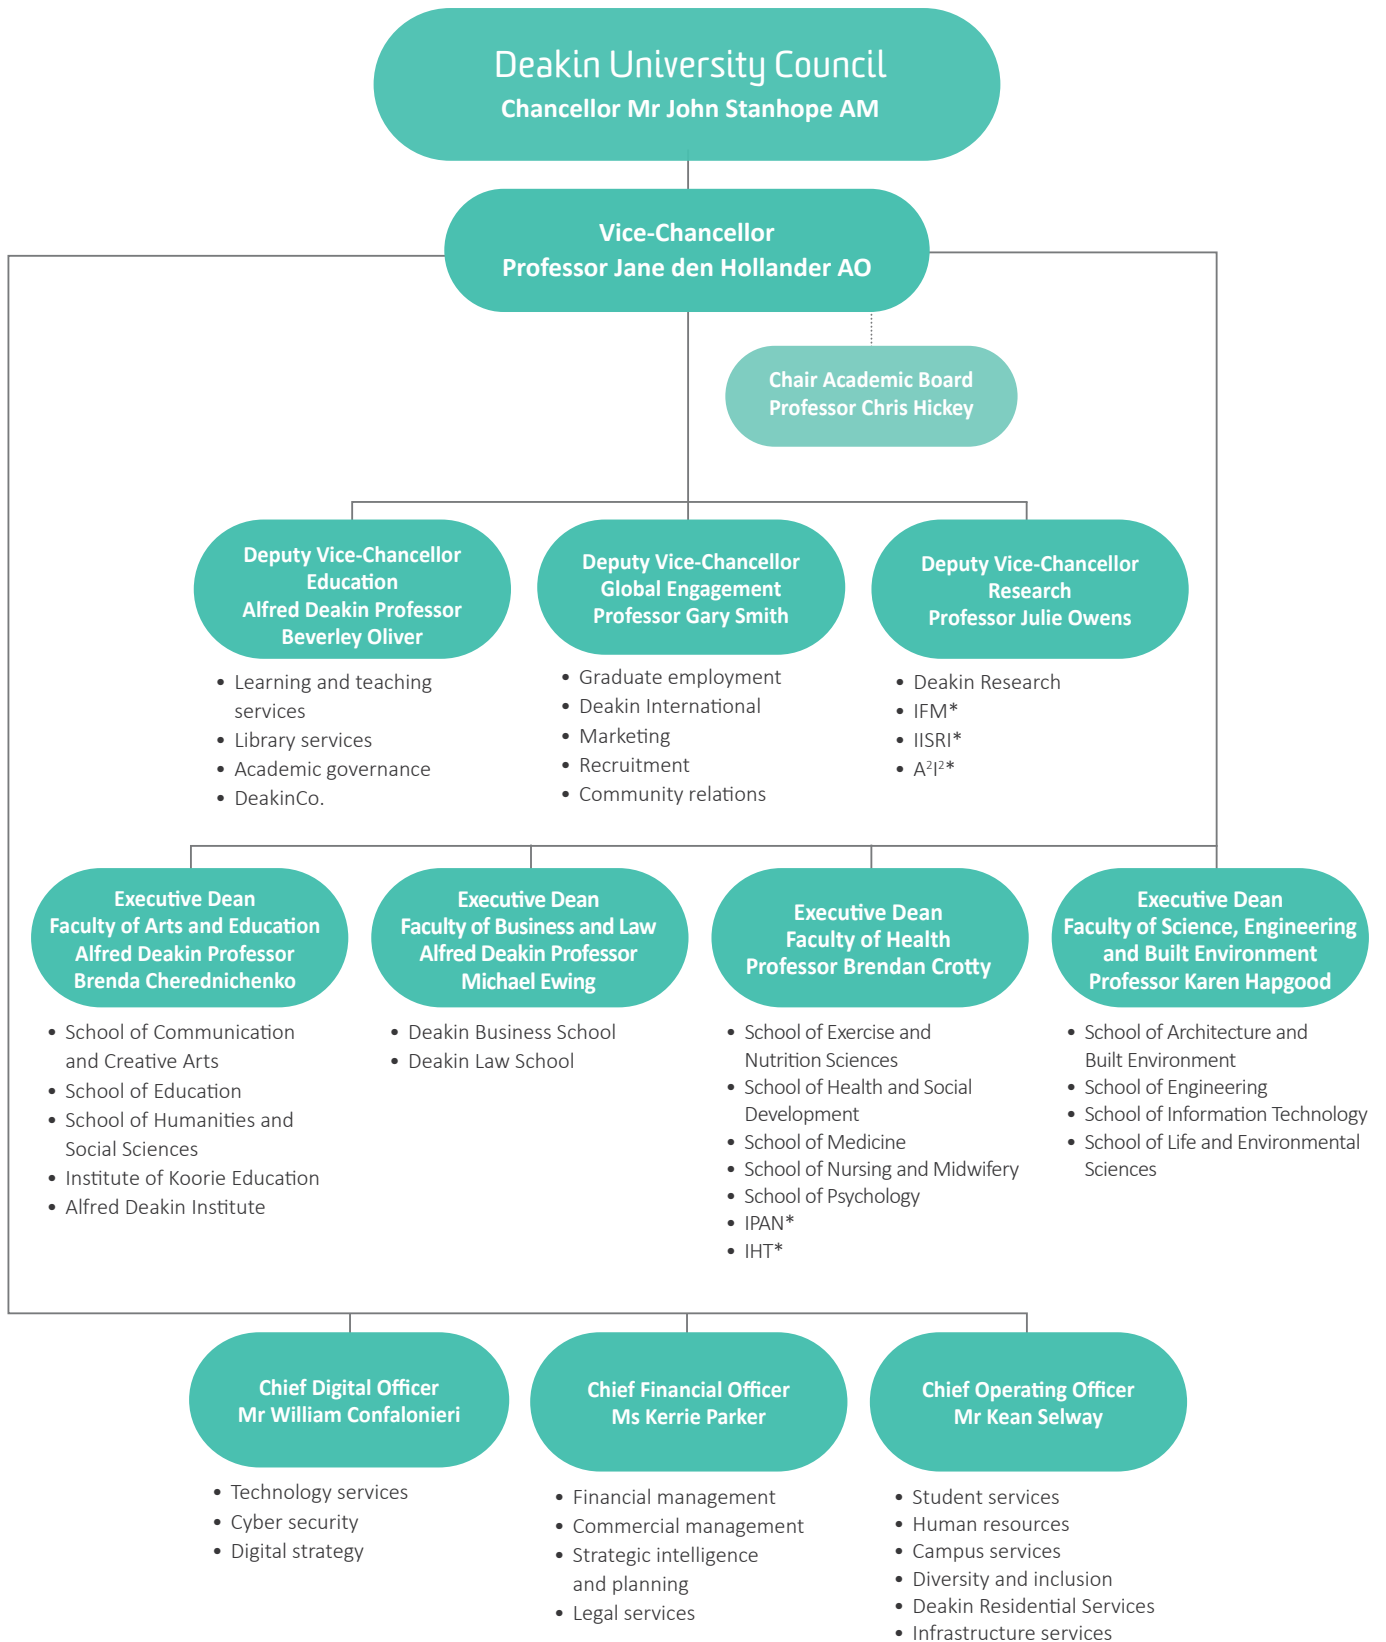 Deakin University Council
Chancellor Mr John Stanhope AM
Vice-Chancellor
Professor Jane den Hollander AO
Chair Academic Board
Professor Chris Hickey
Deputy Vice-Chancellor
Education
Alfred Deakin Professor
Beverley Oliver
• Learning and teaching
services
• Library services
• Academic governance
• DeakinCo.
Deputy Vice-Chancellor
Global Engagement
Professor Gary Smith
• Graduate employment
• Deakin International
• Marketing
• Recruitment
• Community relations
Deputy Vice-Chancellor
Research
Professor Julie Owens
• Deakin Research
• IFM*
• IISRI*
• A²I²*
Executive Dean
Faculty of Arts and Education
Alfred Deakin Professor
Brenda Cherednichenko
• School of Communication
and Creative Arts
• School of Education
• School of Humanities and
Social Sciences
• Institute of Koorie Education
• Alfred Deakin Institute
Executive Dean
Faculty of Business and Law
Alfred Deakin Professor
Michael Ewing
• Deakin Business School
• Deakin Law School
Executive Dean
Faculty of Health
Professor Brendan Crotty
• School of Exercise and
Nutrition Sciences
• School of Health and Social
Development
• School of Medicine
• School of Nursing and Midwifery
• School of Psychology
• IPAN*
• IHT*
Executive Dean
Faculty of Science, Engineering
and Built Environment
Professor Karen Hapgood
• School of Architecture and
Built Environment
• School of Engineering
• School of Information Technology
• School of Life and Environmental
Sciences
Chief Digital Officer
Mr William Confalonieri
• Technology services
• Cyber security
• Digital strategy
Chief Financial Officer
Ms Kerrie Parker
• Financial management
• Commercial management
• Strategic intelligence
and planning
• Legal services
Chief Operating Officer
Mr Kean Selway
• Student services
• Human resources
• Campus services
• Diversity and inclusion
• Deakin Residential Services
• Infrastructure services